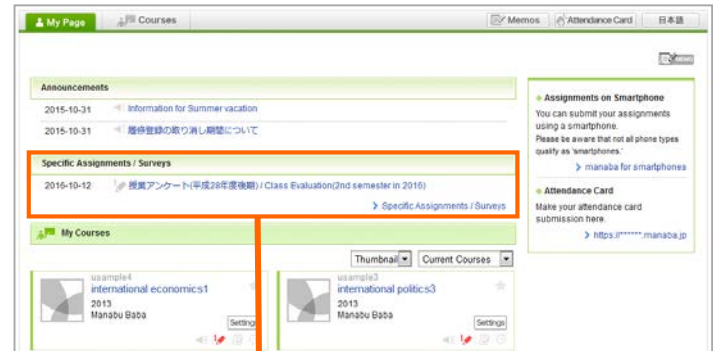 My Page
Courses
Memos
Attendance Card
日本語
MEMO
Announcements
2015-10-31 Information for Summer vacation
2015-10-31 履修登録の取り消し期間について
Specific Assignments / Surveys
2016-10-12 授業アンケート(平成28年度後期) / Class Evaluation(2nd semester in 2016)
Specific Assignments / Surveys
My Courses
Thumbnail
Current Courses
usample4
international economics1
2013
Manabu Baba
Settings
usample3
international politics3
2013
Manabu Baba
Settings
Assignments on Smartphone
You can submit your assignments
using a smartphone.
Please be aware that not all phone types
qualify as 'smartphones.'
manaba for smartphones
Attendance Card
Make your attendance card
submission here.
https://******.manaba.jp